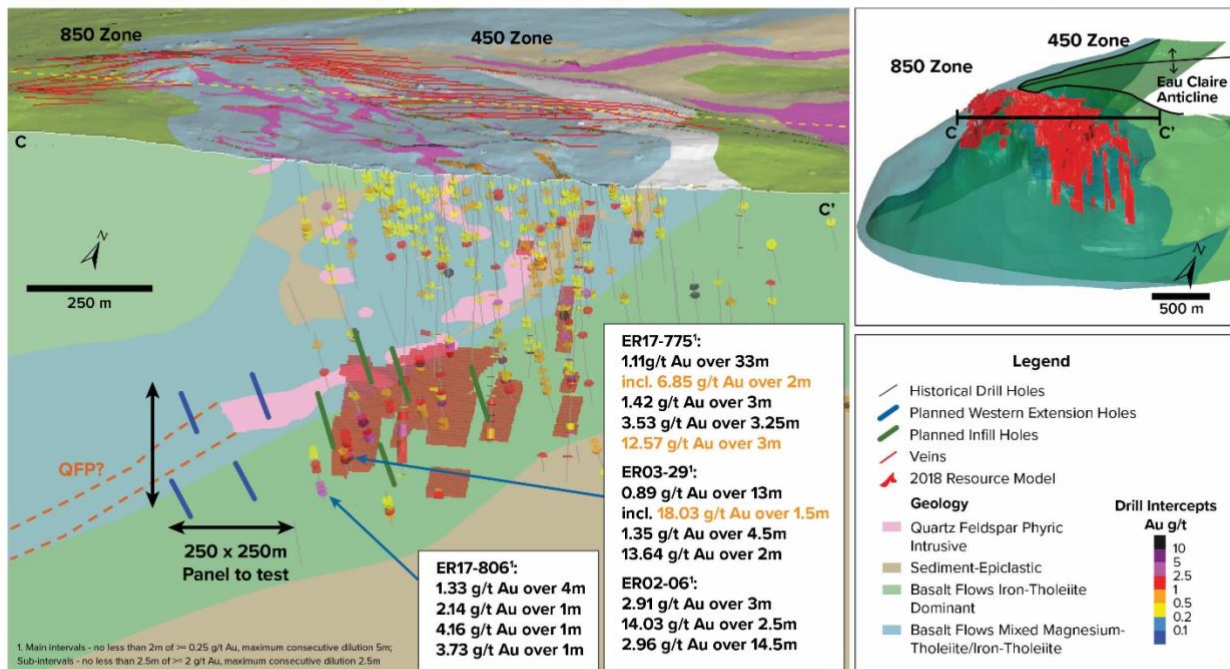 850 Zone
450 Zone
C
C'
N
250 m
QFP?
250 x 250m
Panel to test
ER17-806¹:
1.33 g/t Au over 4m
2.14 g/t Au over 1m
4.16 g/t Au over 1m
3.73 g/t Au over 1m
ER17-775¹:
1.11g/t Au over 33m
incl. 6.85 g/t Au over 2m
1.42 g/t Au over 3m
3.53 g/t Au over 3.25m
12.57 g/t Au over 3m
ER03-29¹:
0.89 g/t Au over 13m
incl. 18.03 g/t Au over 1.5m
1.35 g/t Au over 4.5m
13.64 g/t Au over 2m
ER02-06¹:
2.91 g/t Au over 3m
14.03 g/t Au over 2.5m
2.96 g/t Au over 14.5m
1. Main intervals - no less than 2m of >= 0.25 g/t Au, maximum consecutive dilution 5m;
Sub-intervals - no less than 2.5m of >= 2 g/t Au, maximum consecutive dilution 2.5m
450 Zone
850 Zone
Eau Claire
Anticline
C
C'
N
500 m
Legend
Historical Drill Holes
Planned Western Extension Holes
Planned Infill Holes
Veins
2018 Resource Model
Geology
Quartz Feldspar Phyric
Intrusive
Sediment-Epiclastic
Basalt Flows Iron-Tholeiite
Dominant
Basalt Flows Mixed Magnesium-
Tholeiite/Iron-Tholeiite
Drill Intercepts
Au g/t
10
5
2.5
1
0.5
0.2
0.1